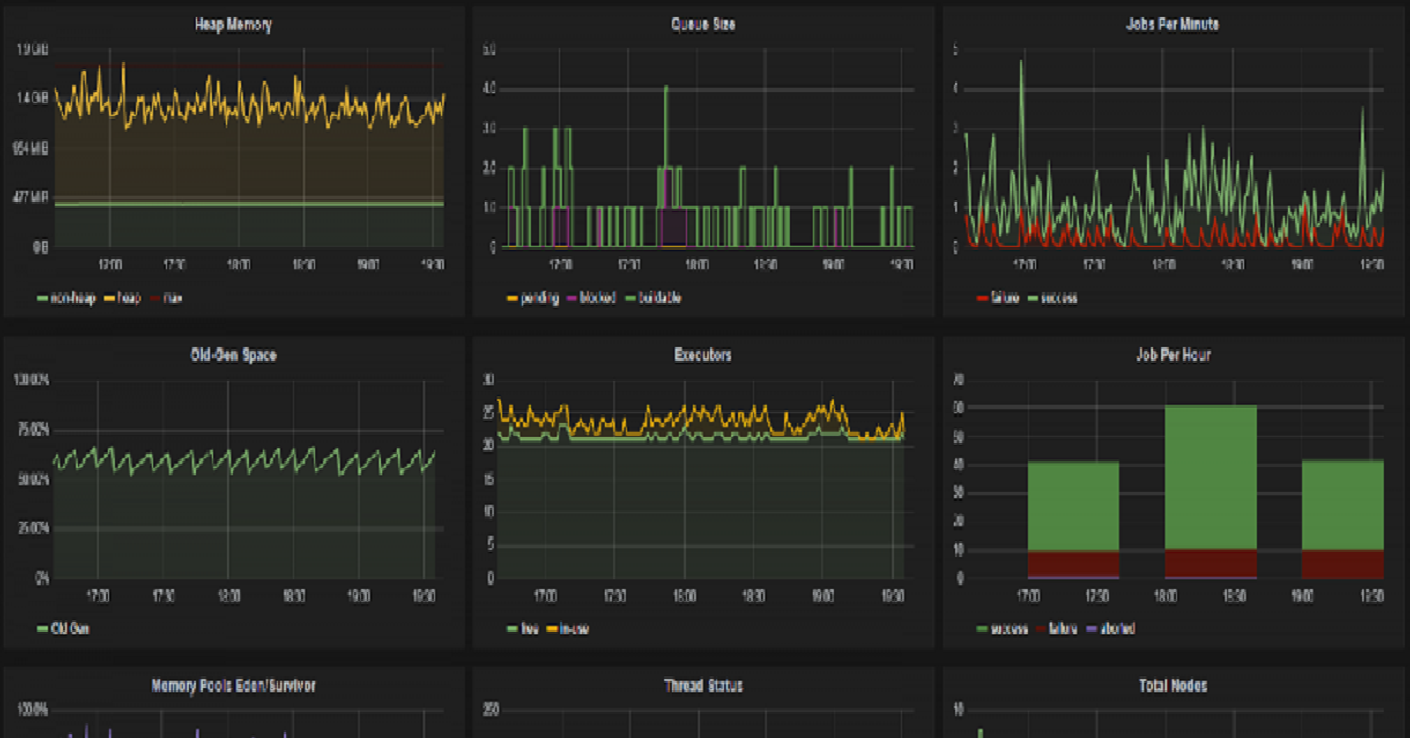 Heap Memory
1.9 GiB
1.4 GiB
954 MiB
477 MiB
0 B
17:00 17:30 18:00 18:30 19:00 19:30
non-heap heap max
Queue Size
5.0
4.0
3.0
2.0
1.0
0
17:00 17:30 18:00 18:30 19:00 19:30
pending blocked buildable
Jobs Per Minute
5
4
3
2
1
0
17:00 17:30 18:00 18:30 19:00 19:30
failure success
Old-Gen Space
100.00%
75.00%
50.00%
25.00%
0%
17:00 17:30 18:00 18:30 19:00 19:30
Old Gen
Executors
30
25
20
15
10
5
0
17:00 17:30 18:00 18:30 19:00 19:30
free in-use
Job Per Hour
70
60
50
40
30
20
10
0
17:00 17:30 18:00 18:30 19:00 19:30
success failure aborted
Memory Pools Eden/Survivor
100.0%
Thread Status
250
Total Nodes
10